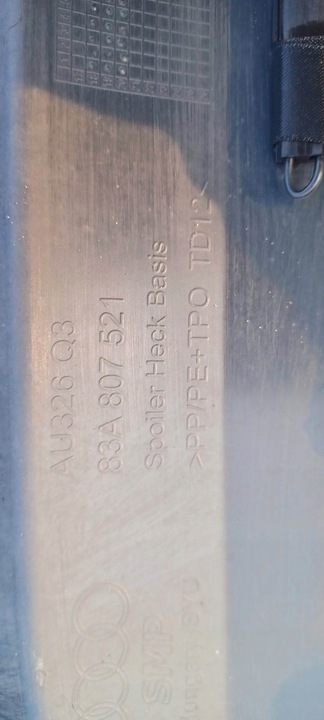 AU326 Q3
83A 807 521
Spoiler Heck Basis
>PP/PE+TPO TD12<
SMP